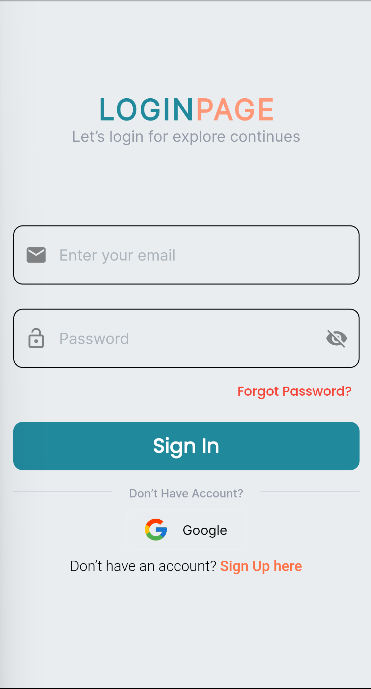 LOGINPAGE
Let's login for explore continues
Enter your email
Password
Forgot Password?
Sign In
Don't Have Account?
Google
Don't have an account? Sign Up here